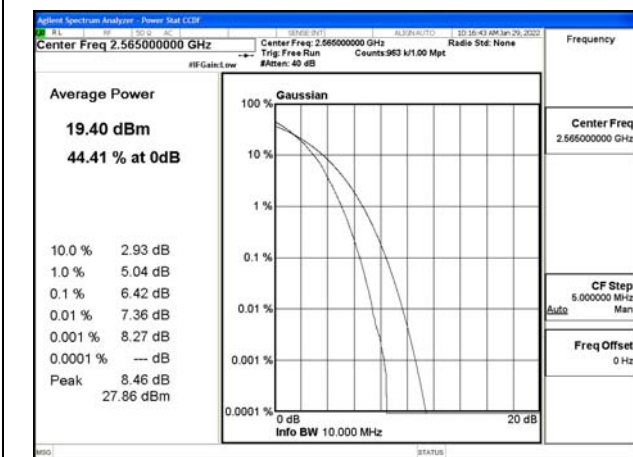 Agilent Spectrum Analyzer - Power Stat CCDF
RL RF 50 Ω AC SENSE:INT ALIGNAUTO 10:16:43 AM Jan 29, 2022
Center Freq 2.565000000 GHz
Center Freq: 2.565000000 GHz Radio Std: None
Trig: Free Run Counts:963 k/1.00 Mpt
#IFGain:Low #Atten: 40 dB
Frequency
Average Power
19.40 dBm
44.41 % at 0dB
10.0 % 2.93 dB
1.0 % 5.04 dB
0.1 % 6.42 dB
0.01 % 7.36 dB
0.001 % 8.27 dB
0.0001 % --- dB
Peak 8.46 dB
27.86 dBm
Gaussian
100 %
10 %
1 %
0.1 %
0.01 %
0.001 %
0.0001 %
0 dB 20 dB
Info BW 10.000 MHz
Center Freq
2.565000000 GHz
CF Step
5.000000 MHz
Auto Man
Freq Offset
0 Hz
MSG STATUS